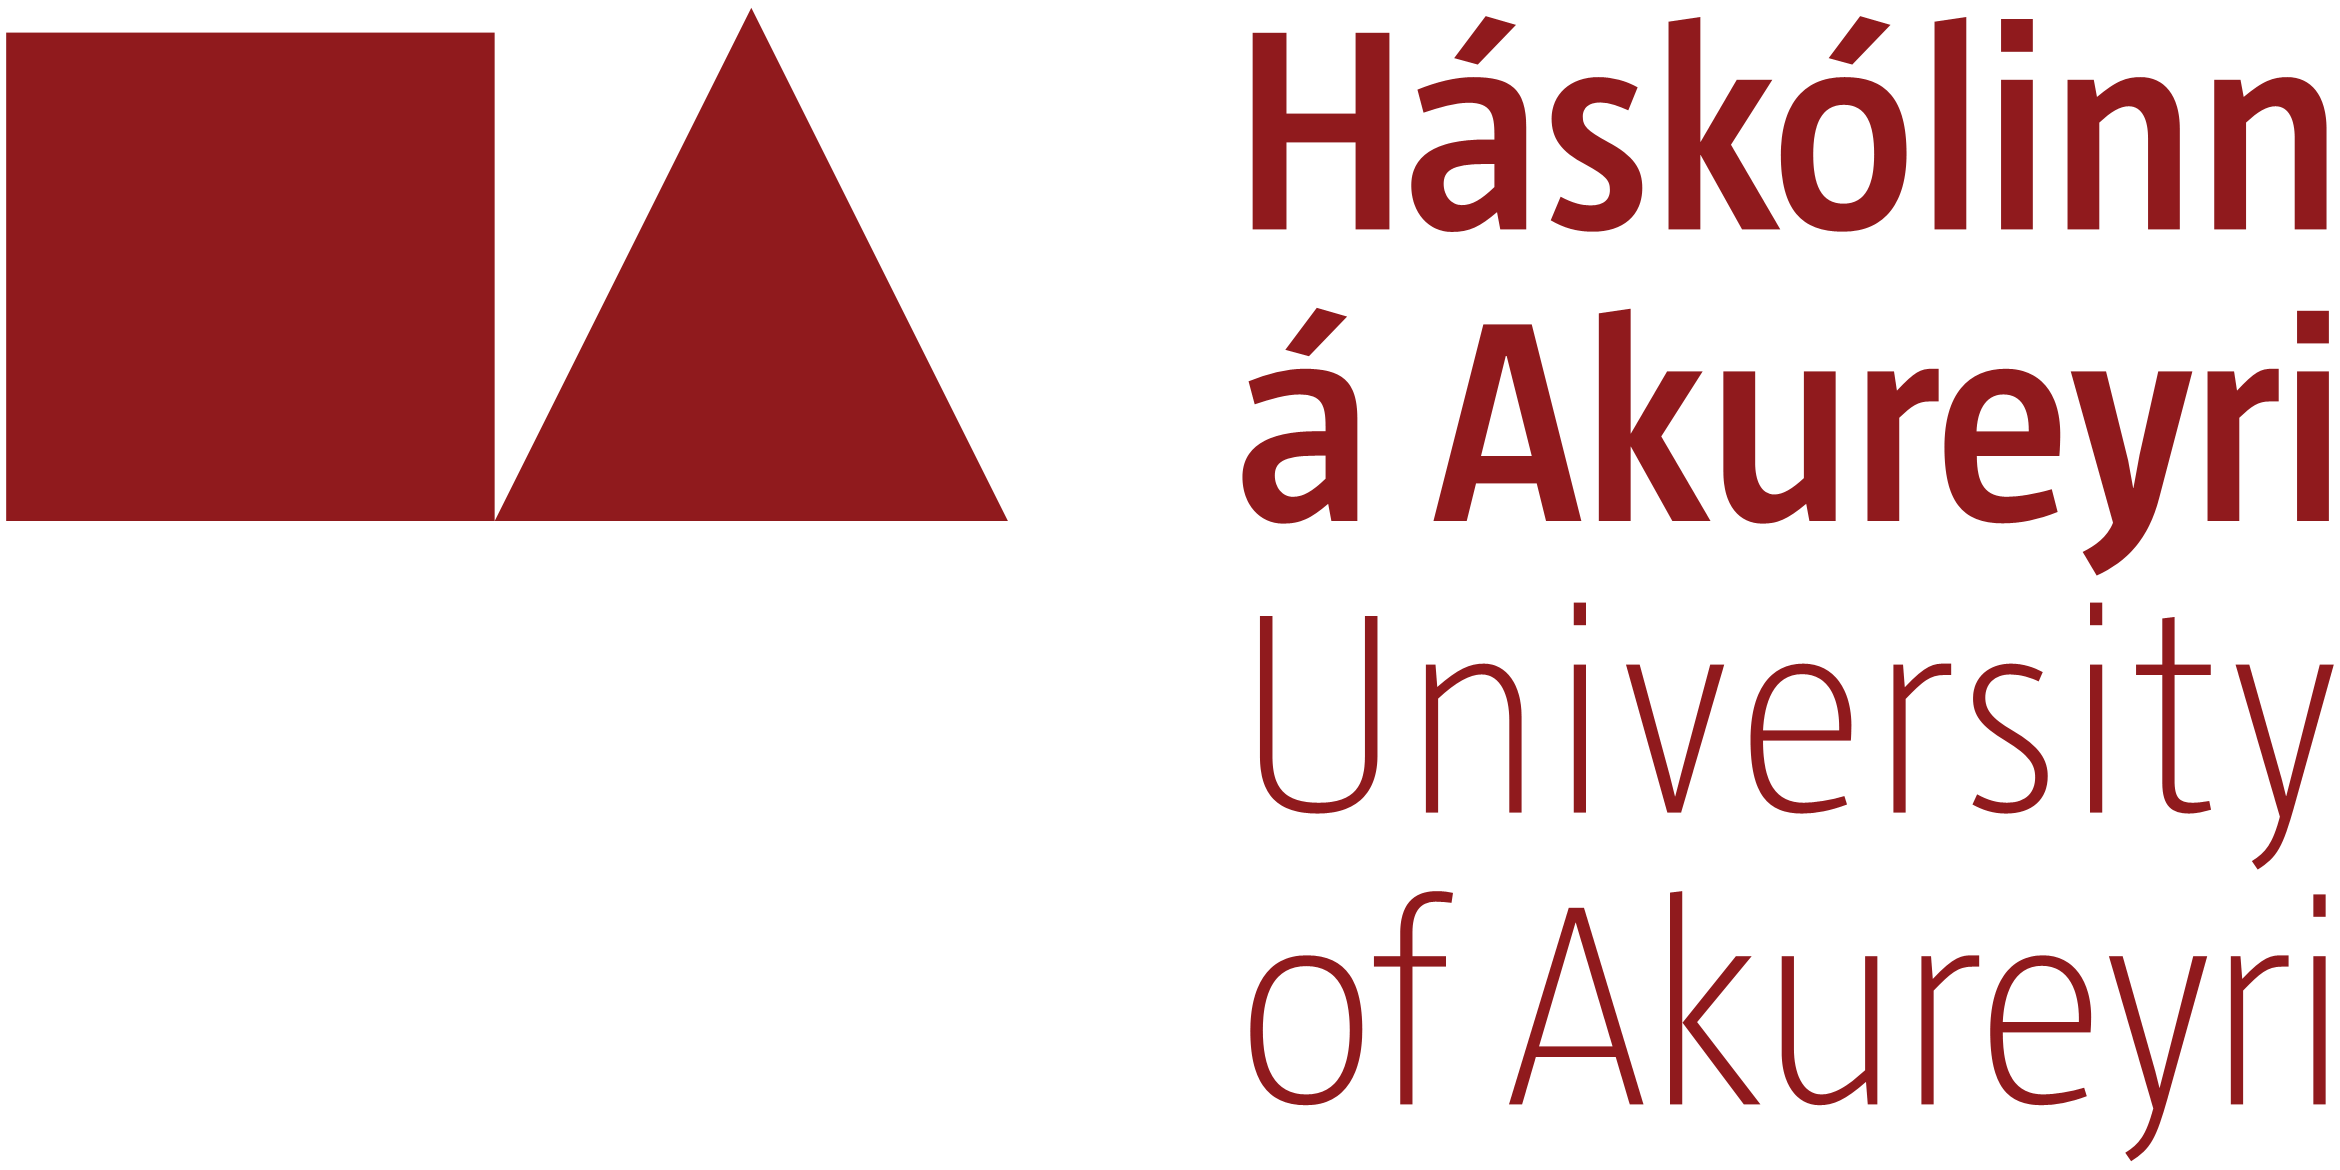 Háskólinn
á Akureyri
University
of Akureyri